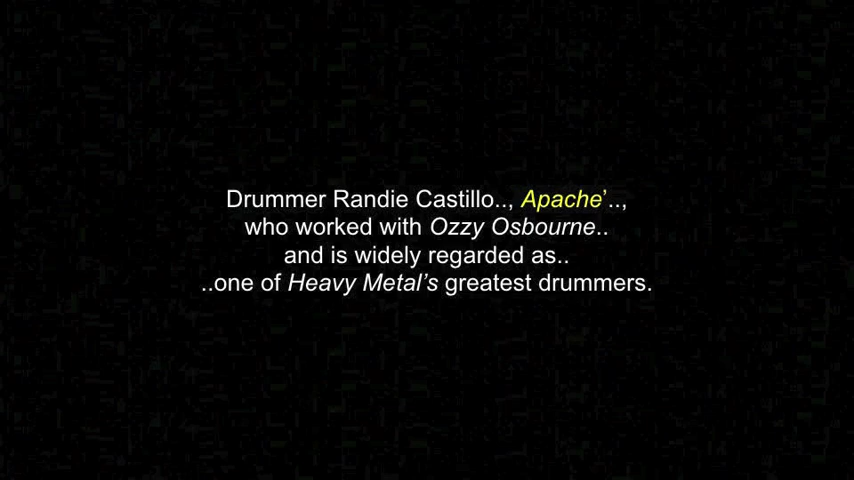 Drummer Randie Castillo.., Apache’..,
who worked with Ozzy Osbourne..
and is widely regarded as..
..one of Heavy Metal’s greatest drummers.